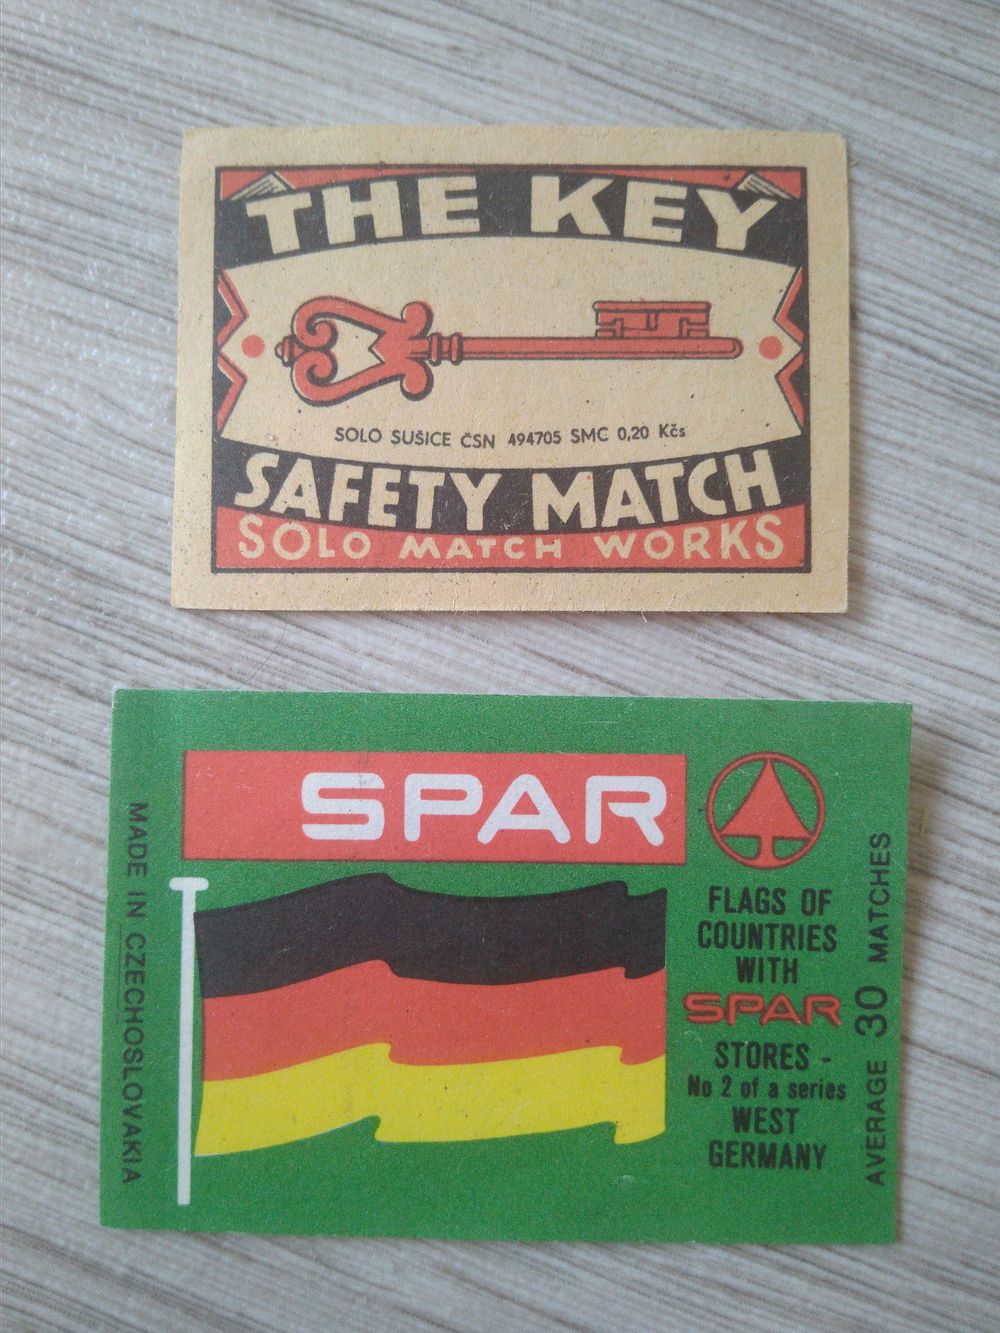 THE KEY
SOLO SUŠICE ČSN 494705 SMC 0,20 Kčs
SAFETY MATCH
SOLO MATCH WORKS
MADE IN CZECHOSLOVAKIA
SPAR
FLAGS OF
COUNTRIES
WITH
SPAR
STORES -
No 2 of a series
WEST
GERMANY
AVERAGE 30 MATCHES